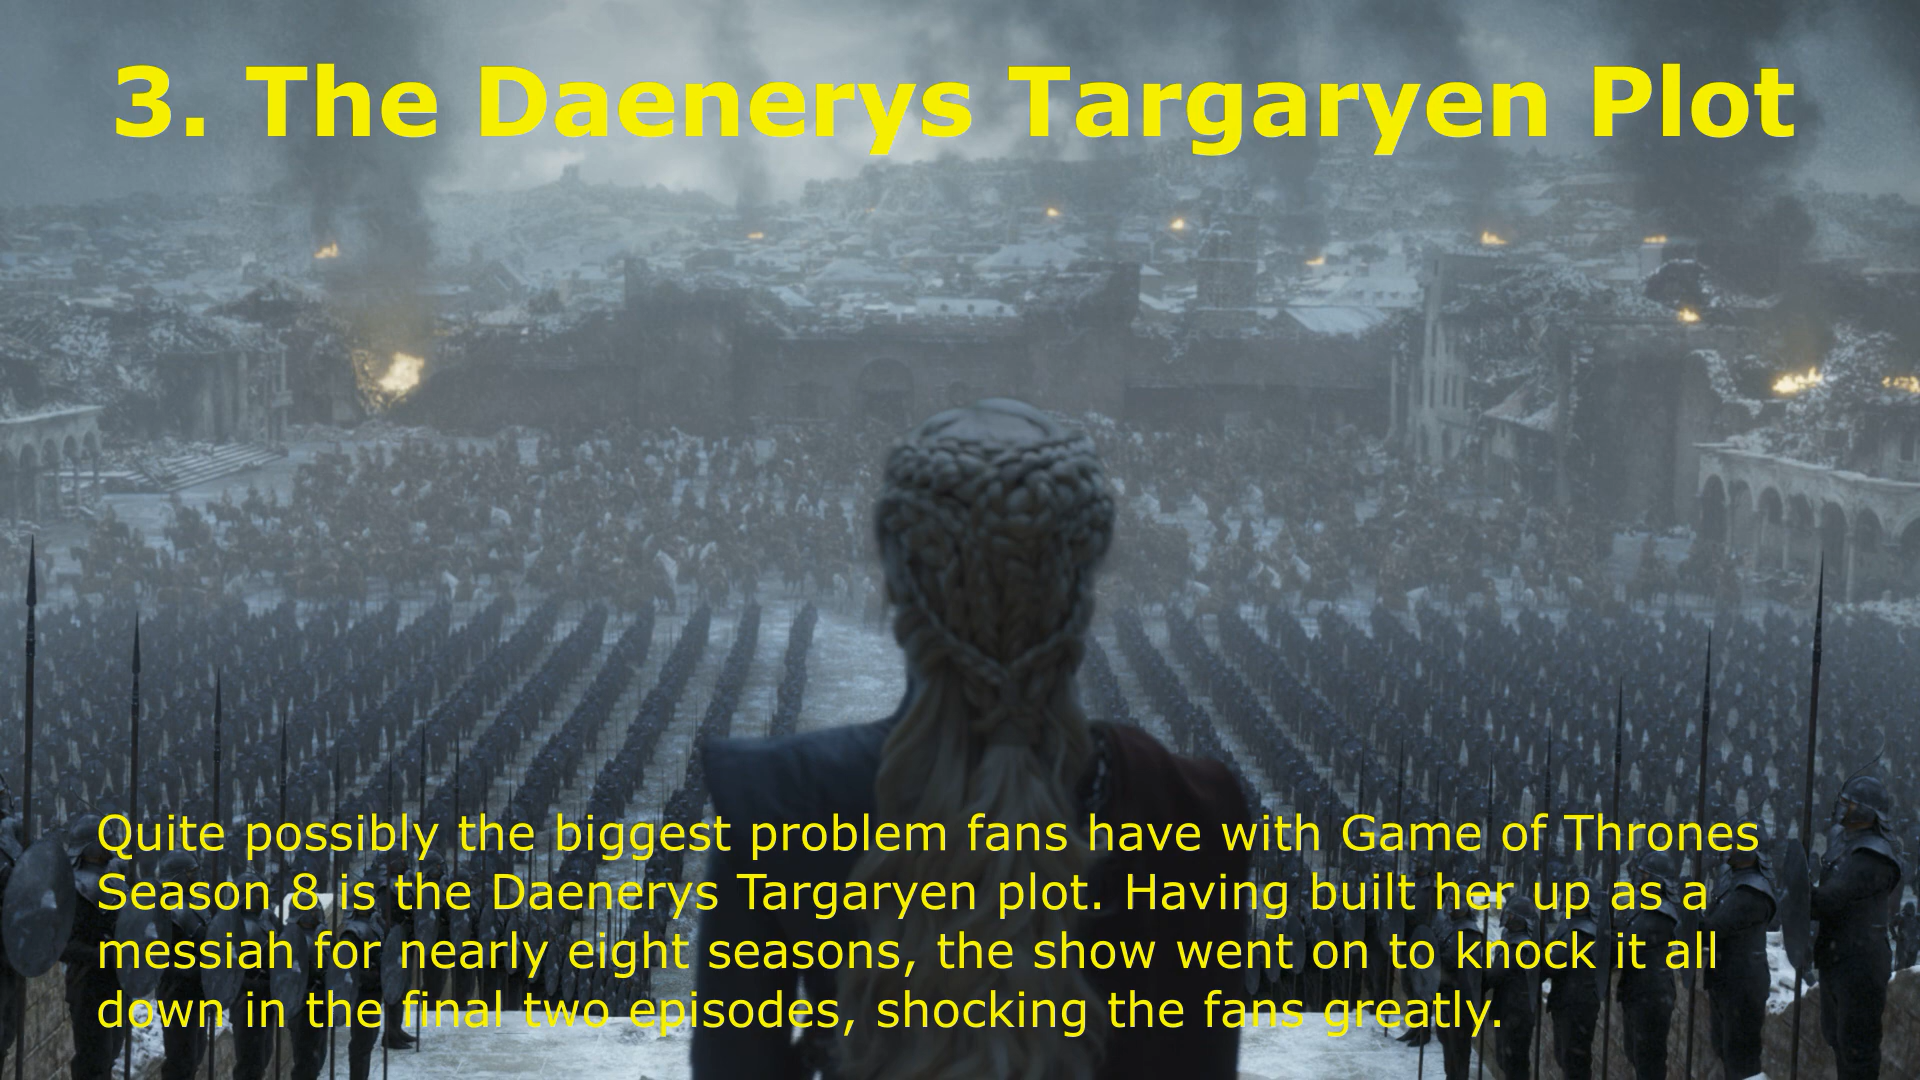 3. The Daenerys Targaryen Plot
Quite possibly the biggest problem fans have with Game of Thrones
Season 8 is the Daenerys Targaryen plot. Having built her up as a
messiah for nearly eight seasons, the show went on to knock it all
down in the final two episodes, shocking the fans greatly.